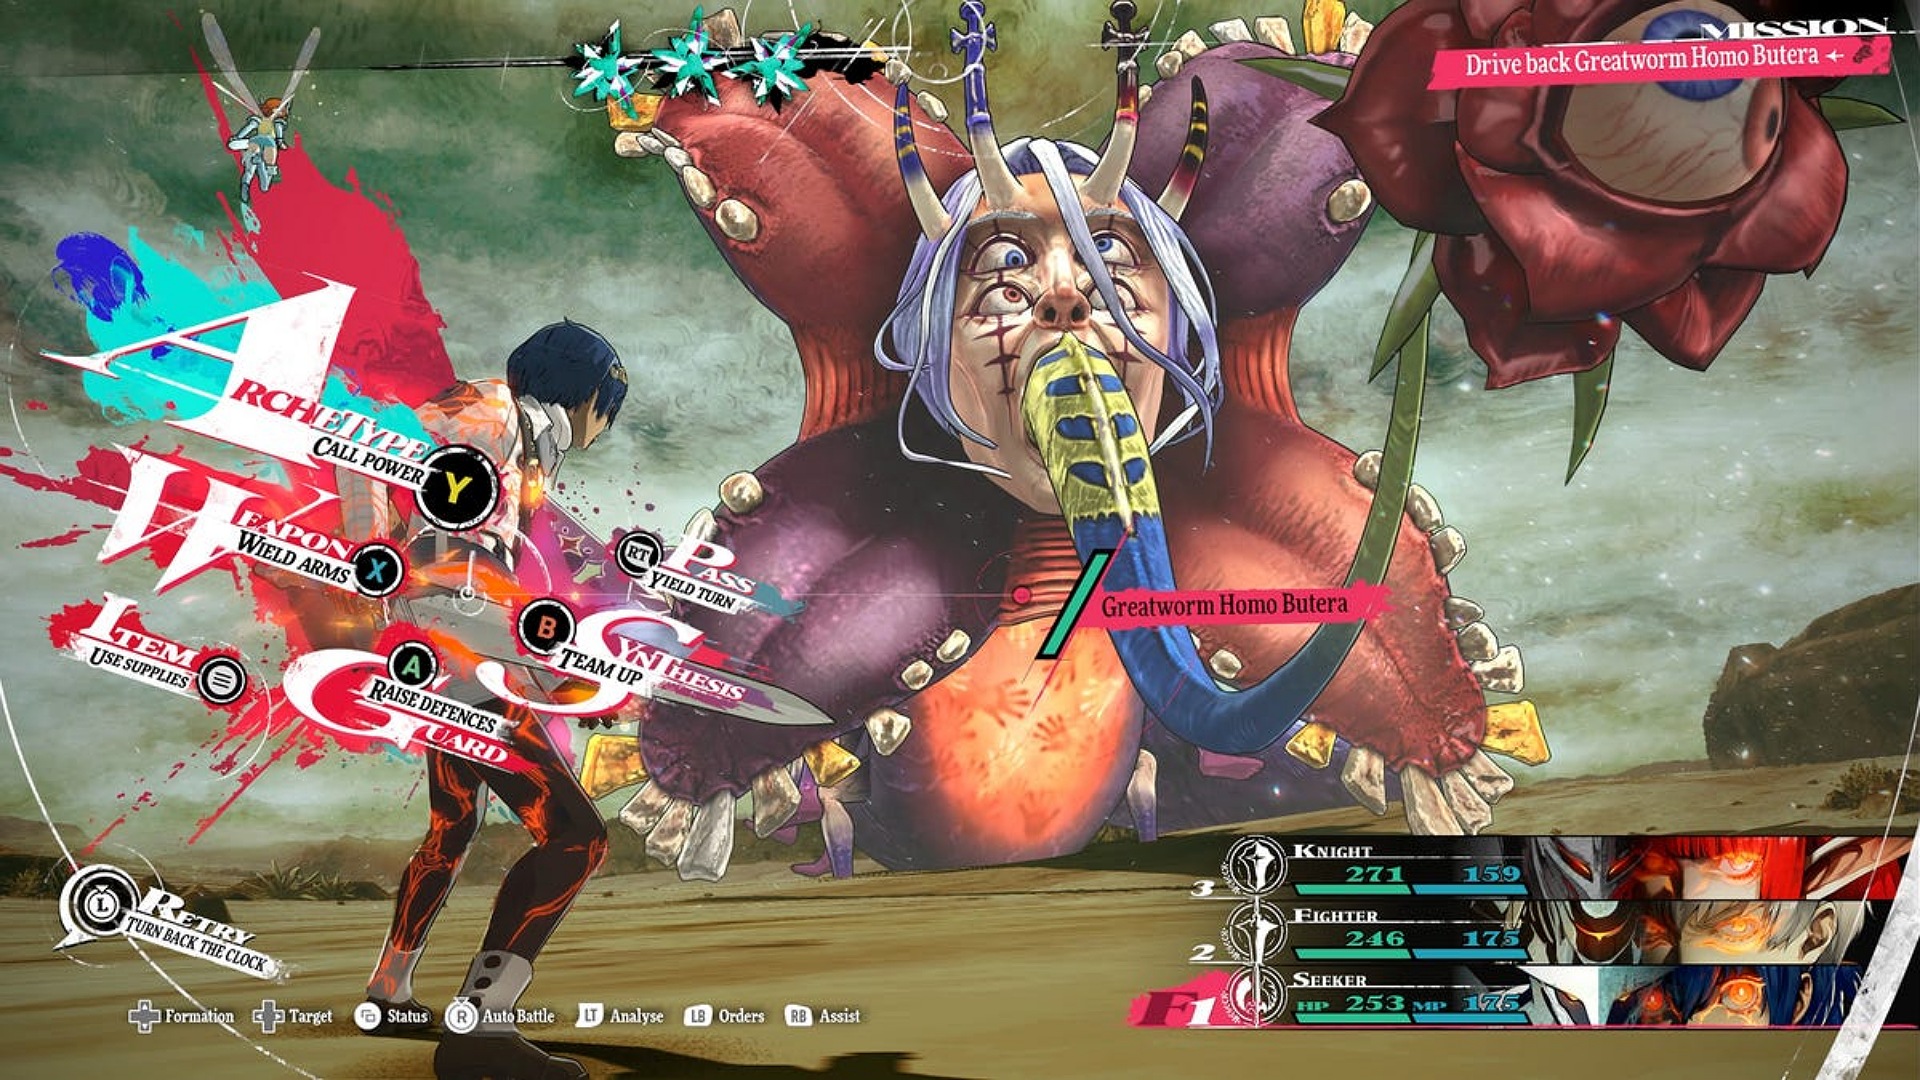 MISSION
Drive back Greatworm Homo Butera
ARCHETYPE
CALL POWER
Y
WEAPON
WIELD ARMS
X
RT
PASS
YIELD TURN
ITEM
USE SUPPLIES
B
SYNTHESIS
TEAM UP
A
RAISE DEFENCES
GUARD
Greatworm Homo Butera
L
RETRY
TURN BACK THE CLOCK
3
KNIGHT
271 159
2
FIGHTER
246 175
F1
SEEKER
HP 253 MP 175
Formation Target Status R Auto Battle LT Analyse LB Orders RB Assist